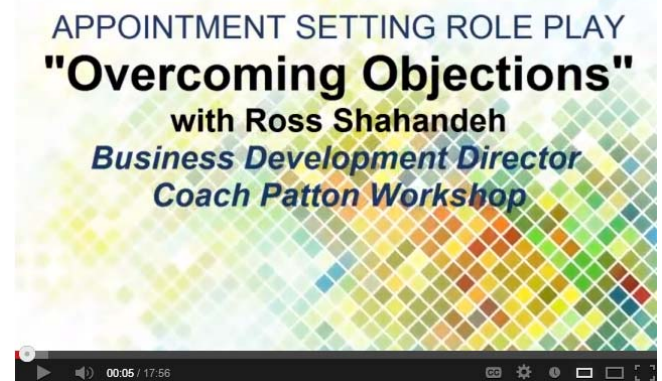 APPOINTMENT SETTING ROLE PLAY
"Overcoming Objections"
with Ross Shahandeh
Business Development Director
Coach Patton Workshop
00:05 / 17:56
CC